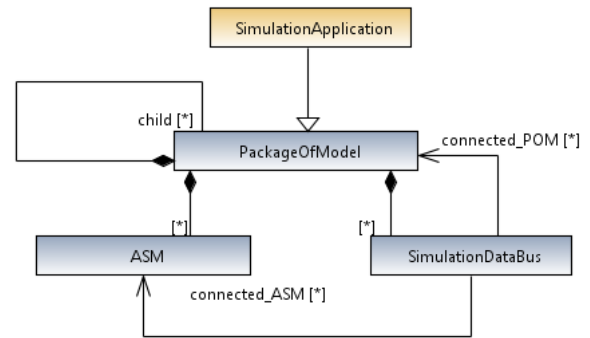 SimulationApplication
child [*]
connected_POM [*]
PackageOfModel
[*]
[*]
ASM
SimulationDataBus
connected_ASM [*]